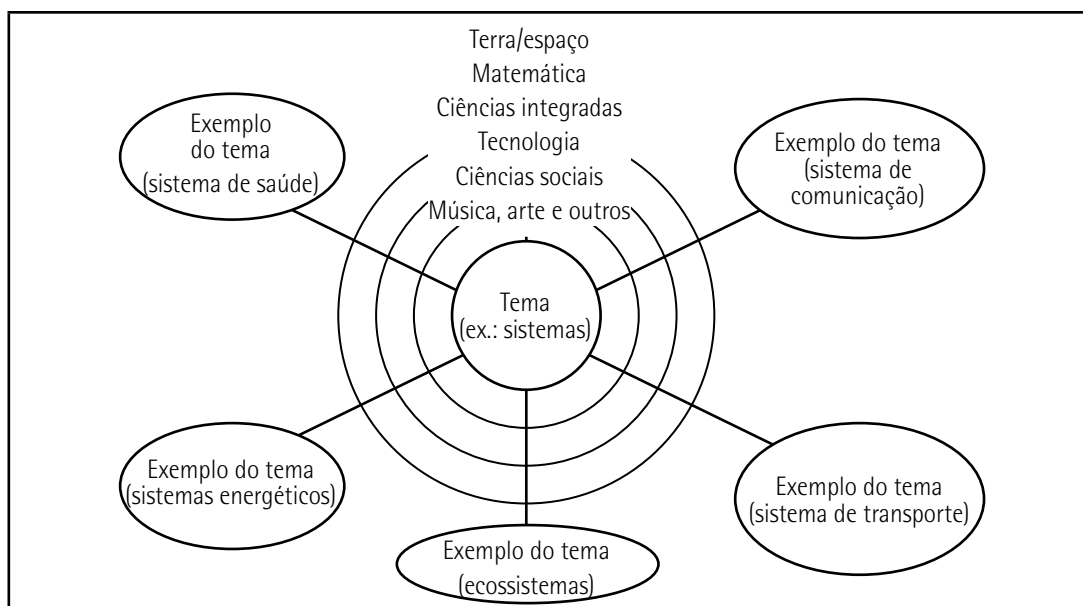 Terra/espaço
Matemática
Ciências integradas
Tecnologia
Ciências sociais
Música, arte e outros
Exemplo
do tema
(sistema de saúde)
Exemplo do tema
(sistema de
comunicação)
Tema
(ex.: sistemas)
Exemplo do tema
(sistemas energéticos)
Exemplo do tema
(sistema de transporte)
Exemplo do tema
(ecossistemas)